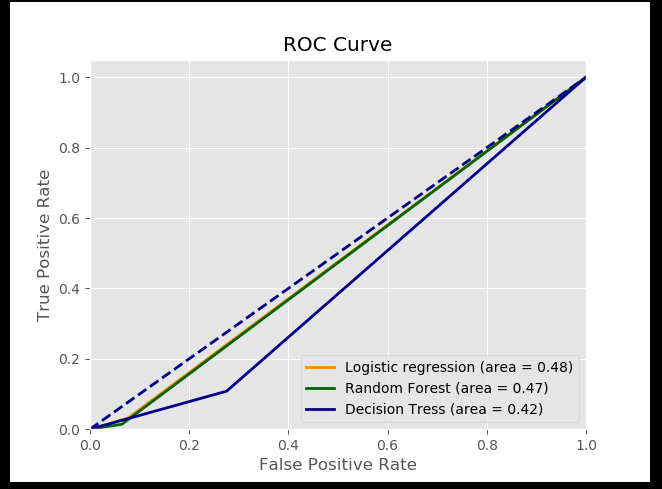 ROC Curve
True Positive Rate
1.0
0.8
0.6
0.4
0.2
0.0
Logistic regression (area = 0.48)
Random Forest (area = 0.47)
Decision Tress (area = 0.42)
0.0 0.2 0.4 0.6 0.8 1.0
False Positive Rate